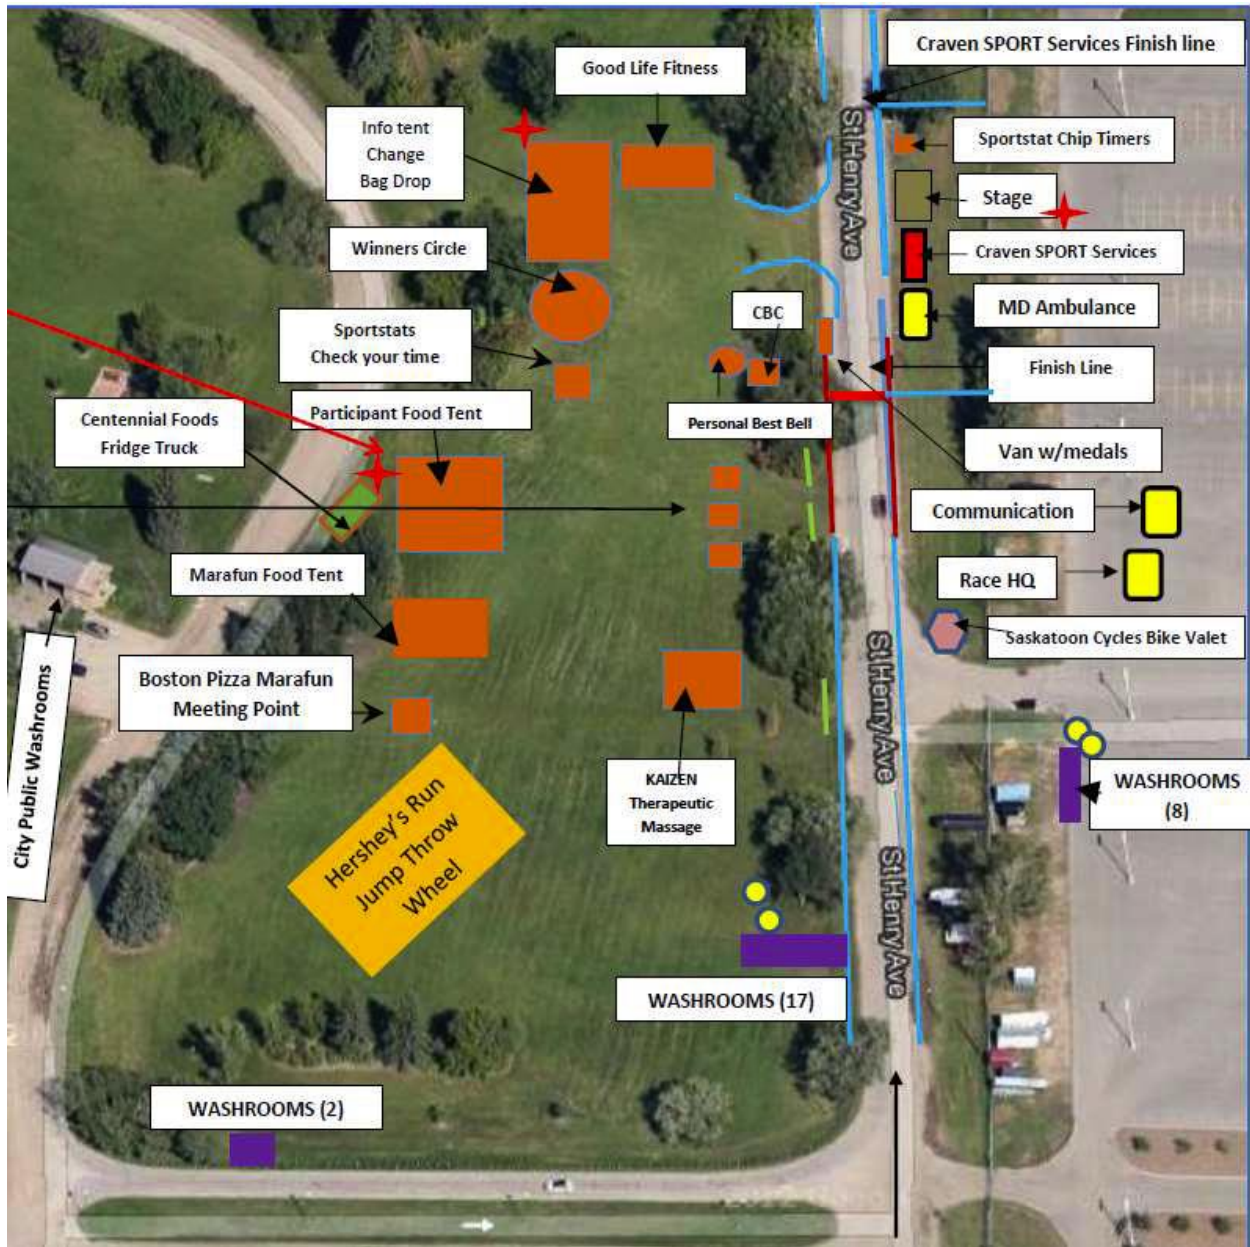 Craven SPORT Services Finish line
Good Life Fitness
Info tent
Change
Bag Drop
St Henry Ave
Sportstat Chip Timers
Stage
Winners Circle
Craven SPORT Services
CBC
MD Ambulance
Sportstats
Check your time
Finish Line
Participant Food Tent
Centennial Foods
Fridge Truck
Personal Best Bell
Van w/medals
Communication
Marafun Food Tent
Race HQ
Saskatoon Cycles Bike Valet
St Henry Ave
Boston Pizza Marafun
Meeting Point
City Public Washrooms
KAIZEN
Therapeutic
Massage
WASHROOMS
(8)
Hershey's Run
Jump Throw
Wheel
St Henry Ave
WASHROOMS (17)
WASHROOMS (2)